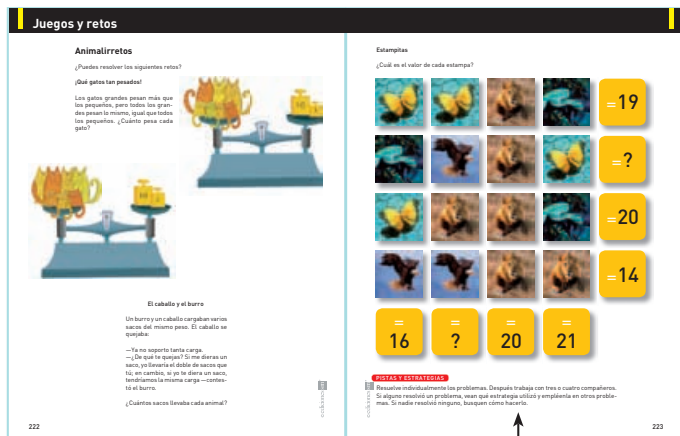 Juegos y retos
Animalirretos
¿Puedes resolver los siguientes retos?
¡Qué gatos tan pesados!
Los gatos grandes pesan más que
los pequeños, pero todos los gran-
des pesan lo mismo, igual que todos
los pequeños. ¿Cuánto pesa cada
gato?
El caballo y el burro
Un burro y un caballo cargaban varios
sacos del mismo peso. El caballo se
quejaba:
—Ya no soporto tanta carga.
—¿De qué te quejas? Si me dieras un
saco, yo llevaría el doble de sacos que
tú; en cambio, si yo te diera un saco,
tendríamos la misma carga —contes-
tó el burro.
¿Cuántos sacos llevaba cada animal?
222
Estampitas
¿Cuál es el valor de cada estampa?
=19
=?
=20
=14
= 16
= ?
= 20
= 21
PISTAS Y ESTRATEGIAS
Resuelve individualmente los problemas. Después trabaja con tres o cuatro compañeros.
Si alguno resolvió un problema, vean qué estrategia utilizó y empléenla en otros proble-
mas. Si nadie resolvió ninguno, busquen cómo hacerlo.
223